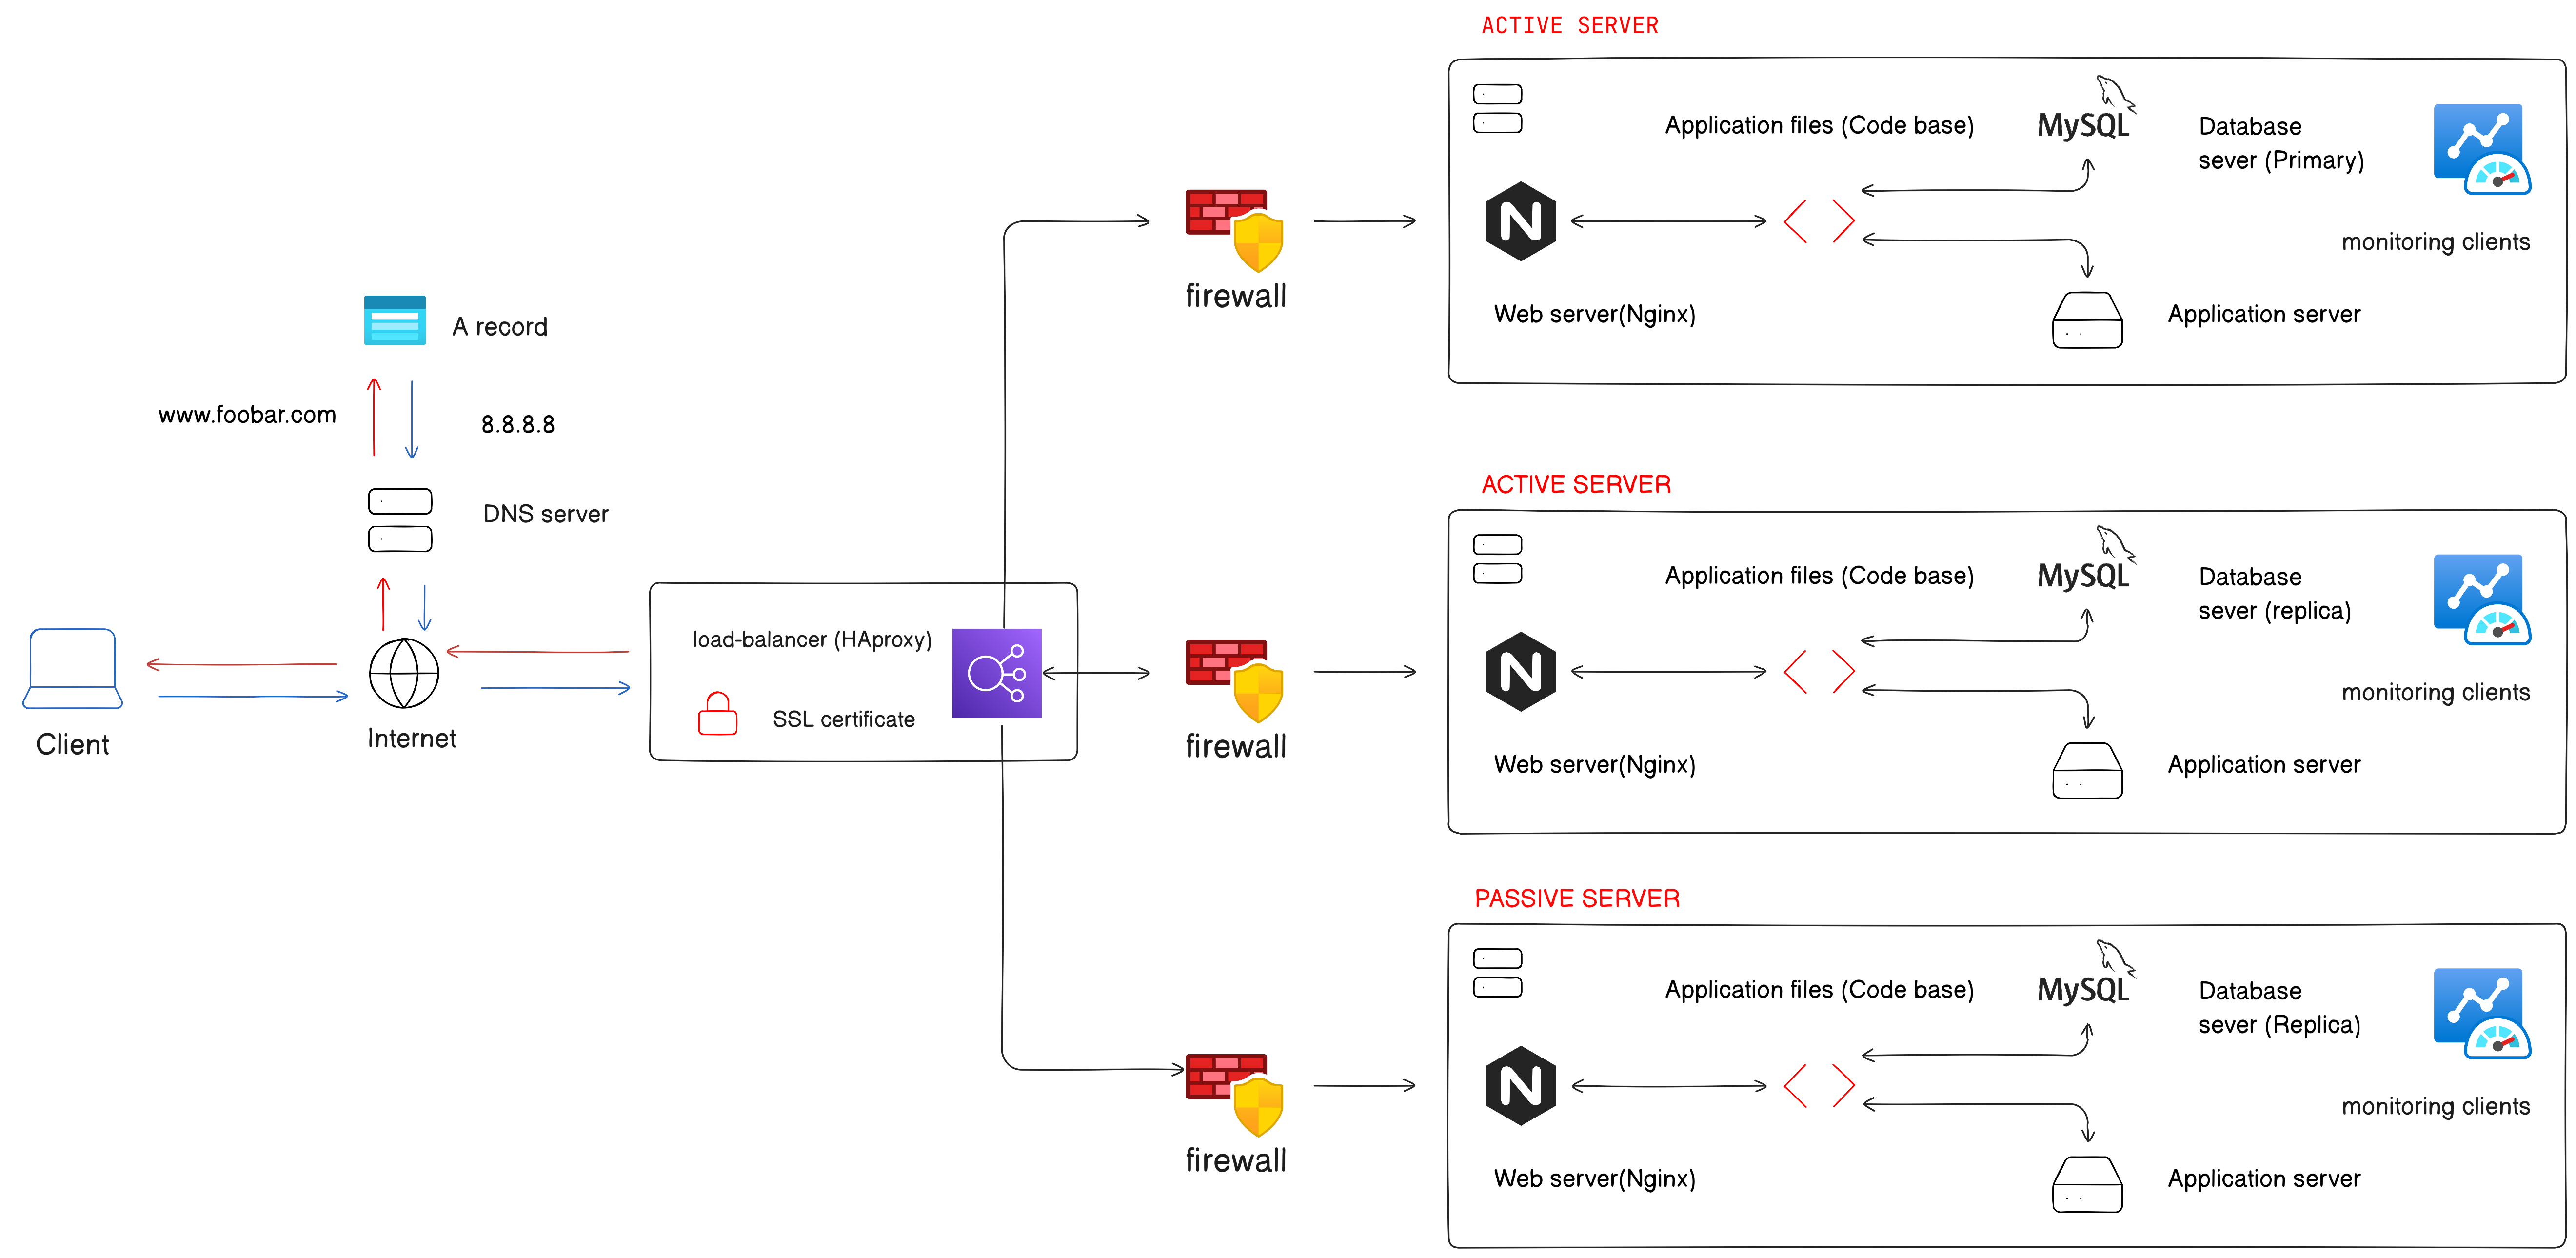 ACTIVE SERVER
Application files (Code base)
MySQL
Database
sever (Primary)
monitoring clients
N
Web server(Nginx)
Application server
firewall
A record
www.foobar.com
8.8.8.8
DNS server
Client
Internet
load-balancer (HAproxy)
SSL certificate
ACTIVE SERVER
Application files (Code base)
MySQL
Database
sever (replica)
monitoring clients
N
Web server(Nginx)
Application server
firewall
PASSIVE SERVER
Application files (Code base)
MySQL
Database
sever (Replica)
monitoring clients
N
Web server(Nginx)
Application server
firewall